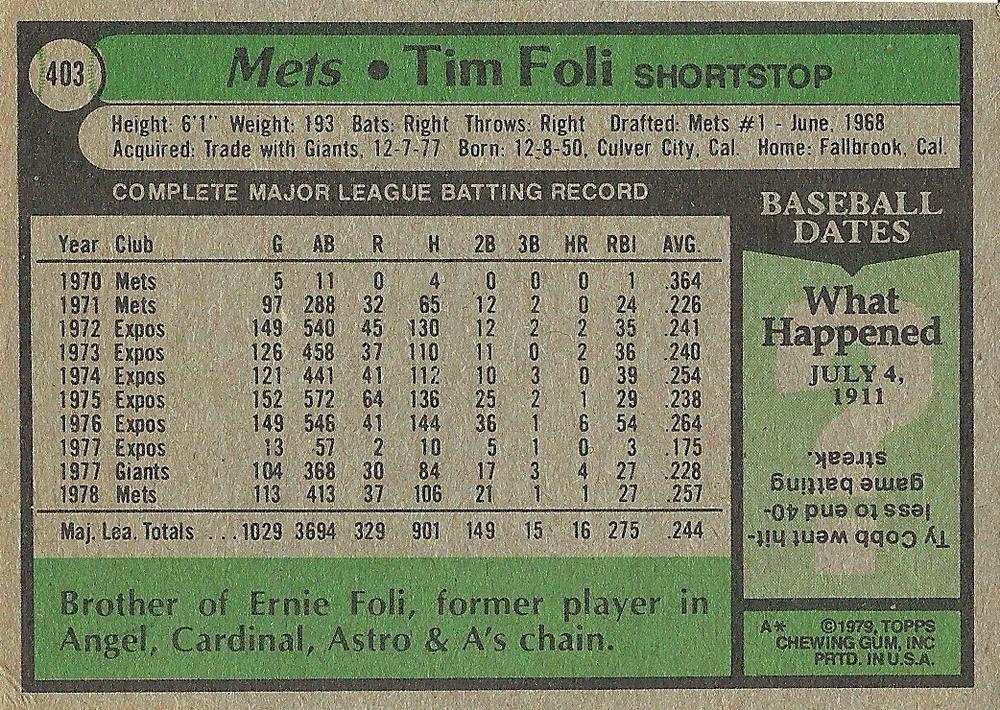 403
Mets • Tim Foli SHORTSTOP
Height: 6'1" Weight: 193 Bats: Right Throws: Right Drafted: Mets #1 - June, 1968
Acquired: Trade with Giants, 12-7-77 Born: 12-8-50, Culver City, Cal. Home: Fallbrook, Cal.
COMPLETE MAJOR LEAGUE BATTING RECORD
Year Club G AB R H 2B 3B HR RBI AVG.
1970 Mets 5 11 0 4 0 0 0 1 .364
1971 Mets 97 288 32 65 12 2 0 24 .226
1972 Expos 149 540 45 130 12 2 2 35 .241
1973 Expos 126 458 37 110 11 0 2 36 .240
1974 Expos 121 441 41 112 10 3 0 39 .254
1975 Expos 152 572 64 136 25 2 1 29 .238
1976 Expos 149 546 41 144 36 1 6 54 .264
1977 Expos 13 57 2 10 5 1 0 3 .175
1977 Giants 104 368 30 84 17 3 4 27 .228
1978 Mets 113 413 37 106 21 1 1 27 .257
Maj. Lea. Totals ...1029 3694 329 901 149 15 16 275 .244
Brother of Ernie Foli, former player in
Angel, Cardinal, Astro & A's chain.
BASEBALL
DATES
?
What
Happened
JULY 4,
1911
Ty Cobb went hit-
less to end 40-
game batting
streak.
A* ©1979, TOPPS
CHEWING GUM, INC
PRTD. IN U.S.A.